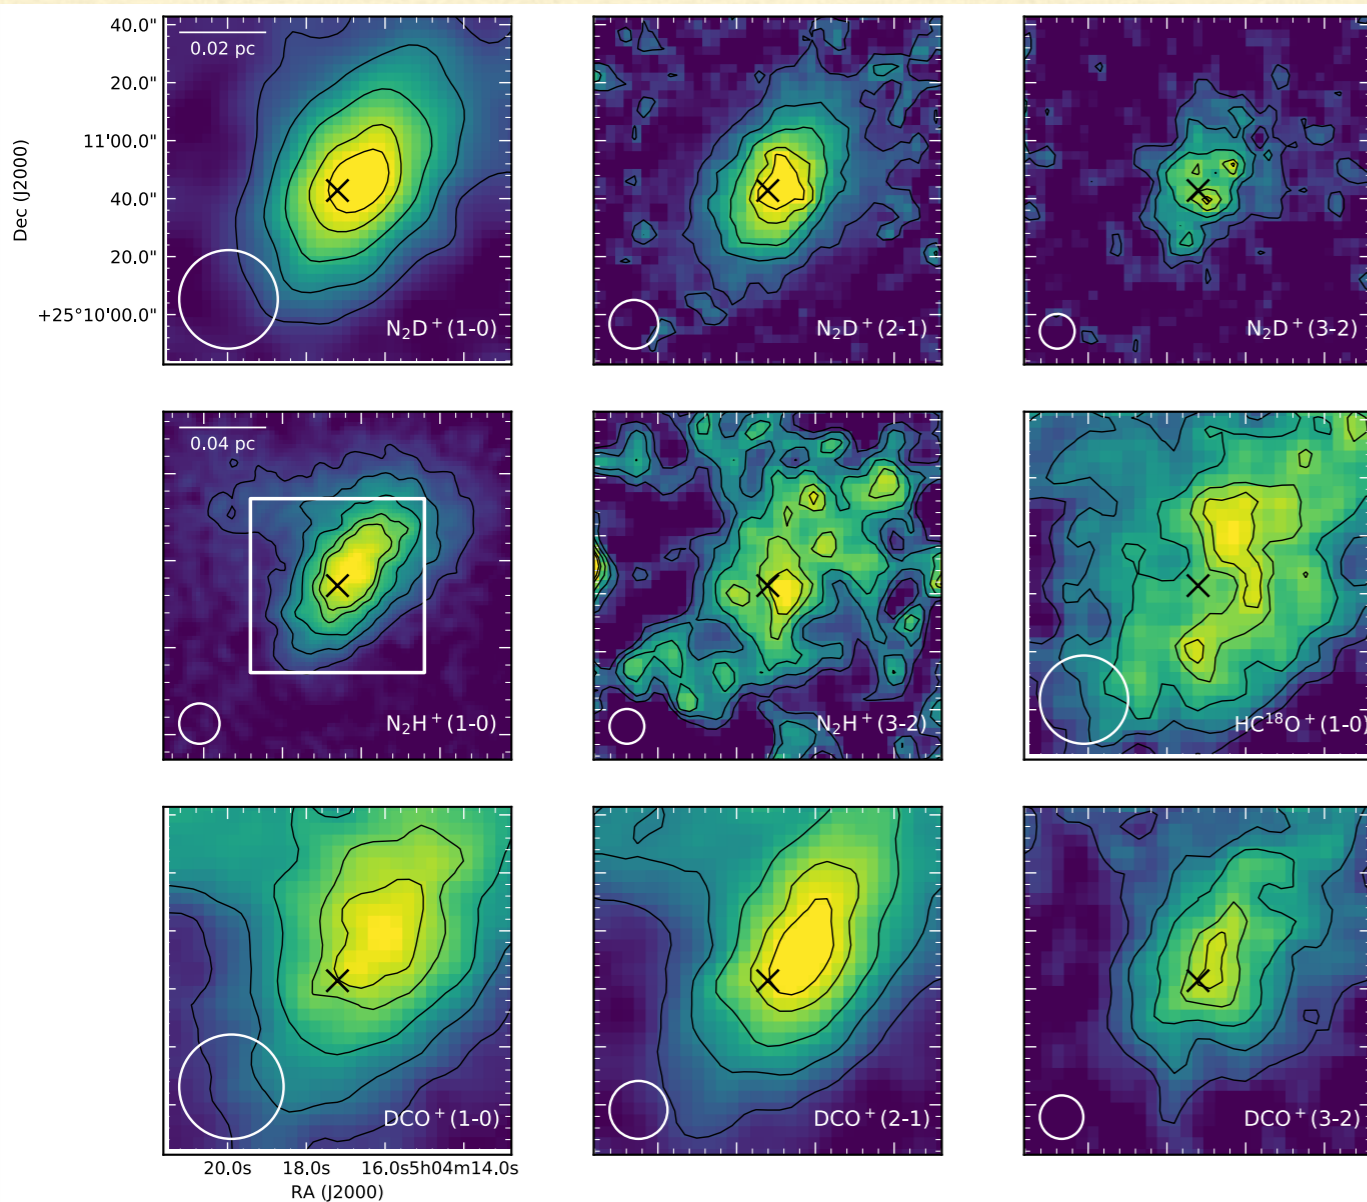 40.0"
0.02 pc
20.0"
11'00.0"
Dec (J2000)
40.0"
20.0"
+25°10'00.0"
N₂D⁺(1-0)
N₂D⁺(2-1)
N₂D⁺(3-2)
0.04 pc
N₂H⁺(1-0)
N₂H⁺(3-2)
HC¹⁸O⁺(1-0)
DCO⁺(1-0)
DCO⁺(2-1)
DCO⁺(3-2)
20.0s 18.0s 16.0s5h04m14.0s
RA (J2000)